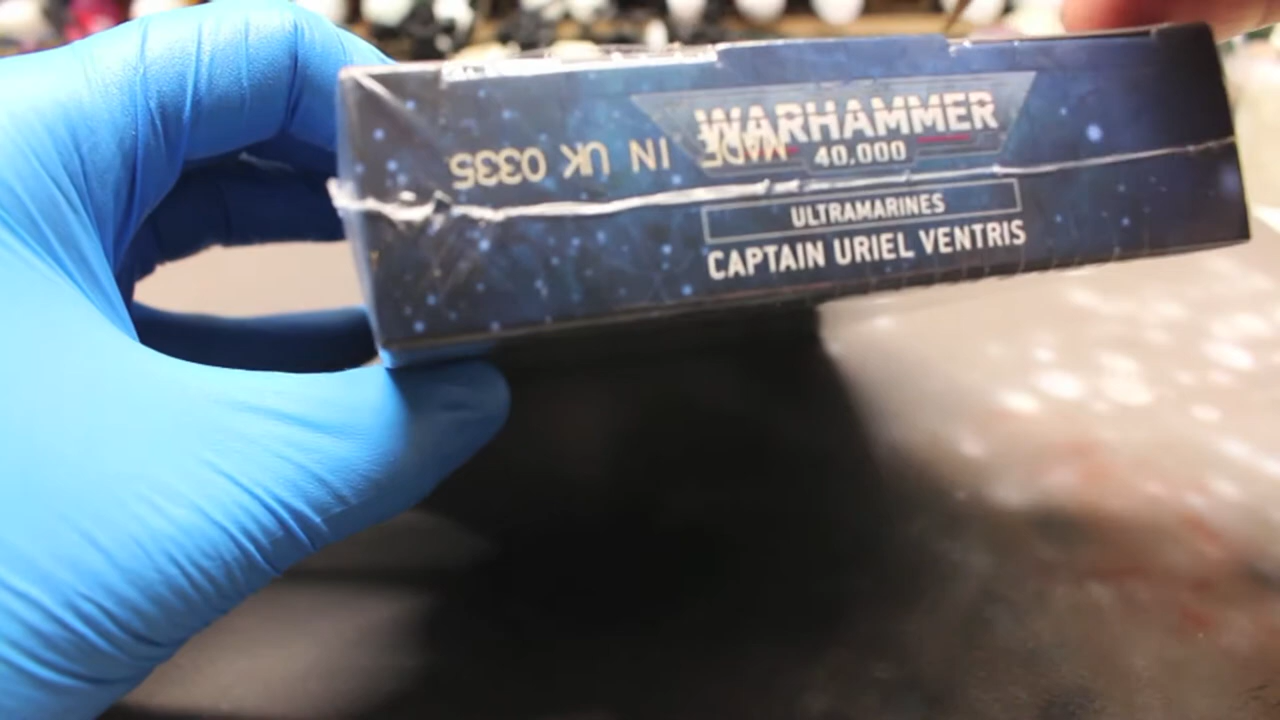 WARHAMMER
40,000
MADE IN UK 0335
ULTRAMARINES
CAPTAIN URIEL VENTRIS